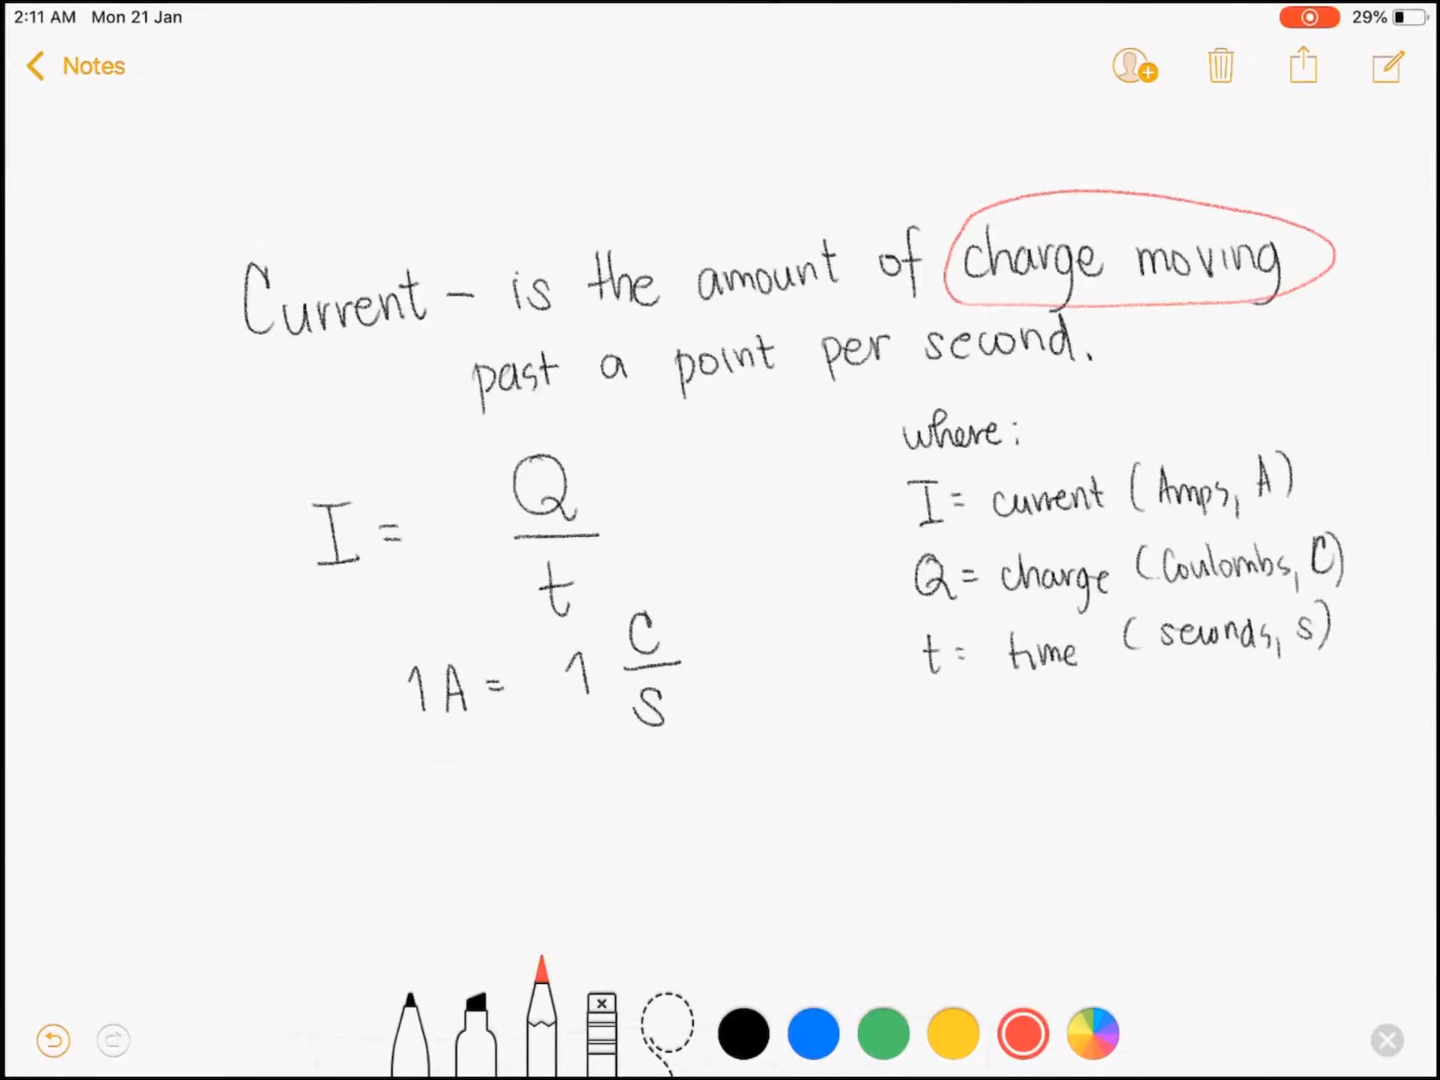 2:11 AM Mon 21 Jan 29%
Notes
Current - is the amount of charge moving
past a point per second.
where:
I = Q/t
I = current (Amps, A)
Q = charge (Coulombs, C)
t = time (seconds, s)
1A = 1 C/s